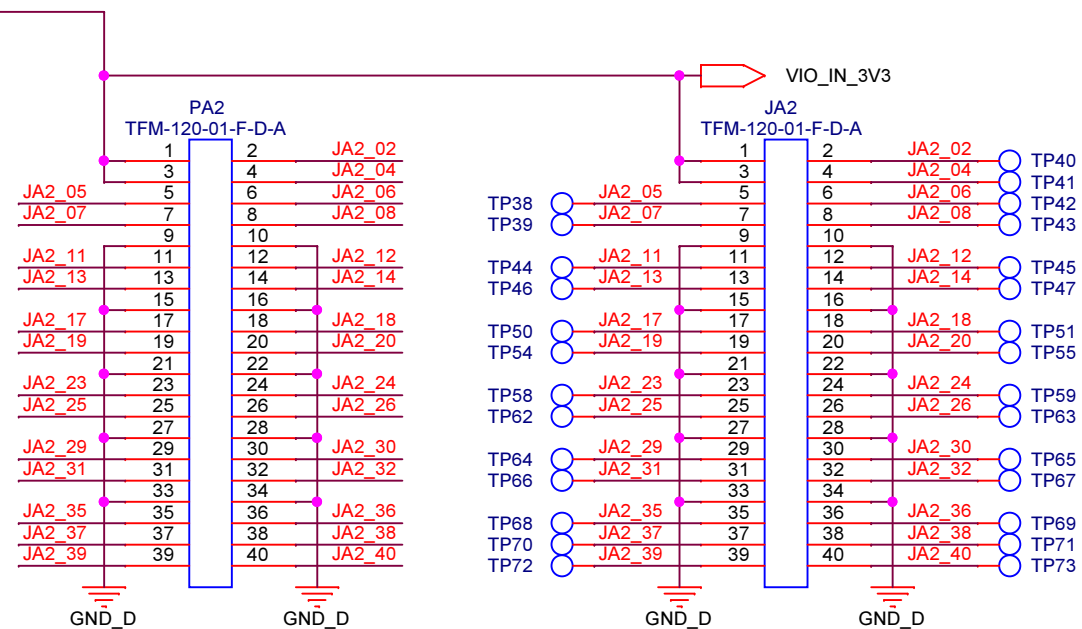 VIO_IN_3V3
PA2 JA2
TFM-120-01-F-D-A TFM-120-01-F-D-A
1 2 JA2_02 1 2 JA2_02 TP40
3 4 JA2_04 3 4 JA2_04 TP41
JA2_05 5 6 JA2_06 TP38 JA2_05 5 6 JA2_06 TP42
JA2_07 7 8 JA2_08 TP39 JA2_07 7 8 JA2_08 TP43
9 10 9 10
JA2_11 11 12 JA2_12 TP44 JA2_11 11 12 JA2_12 TP45
JA2_13 13 14 JA2_14 TP46 JA2_13 13 14 JA2_14 TP47
15 16 15 16
JA2_17 17 18 JA2_18 TP50 JA2_17 17 18 JA2_18 TP51
JA2_19 19 20 JA2_20 TP54 JA2_19 19 20 JA2_20 TP55
21 22 21 22
JA2_23 23 24 JA2_24 TP58 JA2_23 23 24 JA2_24 TP59
JA2_25 25 26 JA2_26 TP62 JA2_25 25 26 JA2_26 TP63
27 28 27 28
JA2_29 29 30 JA2_30 TP64 JA2_29 29 30 JA2_30 TP65
JA2_31 31 32 JA2_32 TP66 JA2_31 31 32 JA2_32 TP67
33 34 33 34
JA2_35 35 36 JA2_36 TP68 JA2_35 35 36 JA2_36 TP69
JA2_37 37 38 JA2_38 TP70 JA2_37 37 38 JA2_38 TP71
JA2_39 39 40 JA2_40 TP72 JA2_39 39 40 JA2_40 TP73
GND_D GND_D GND_D GND_D